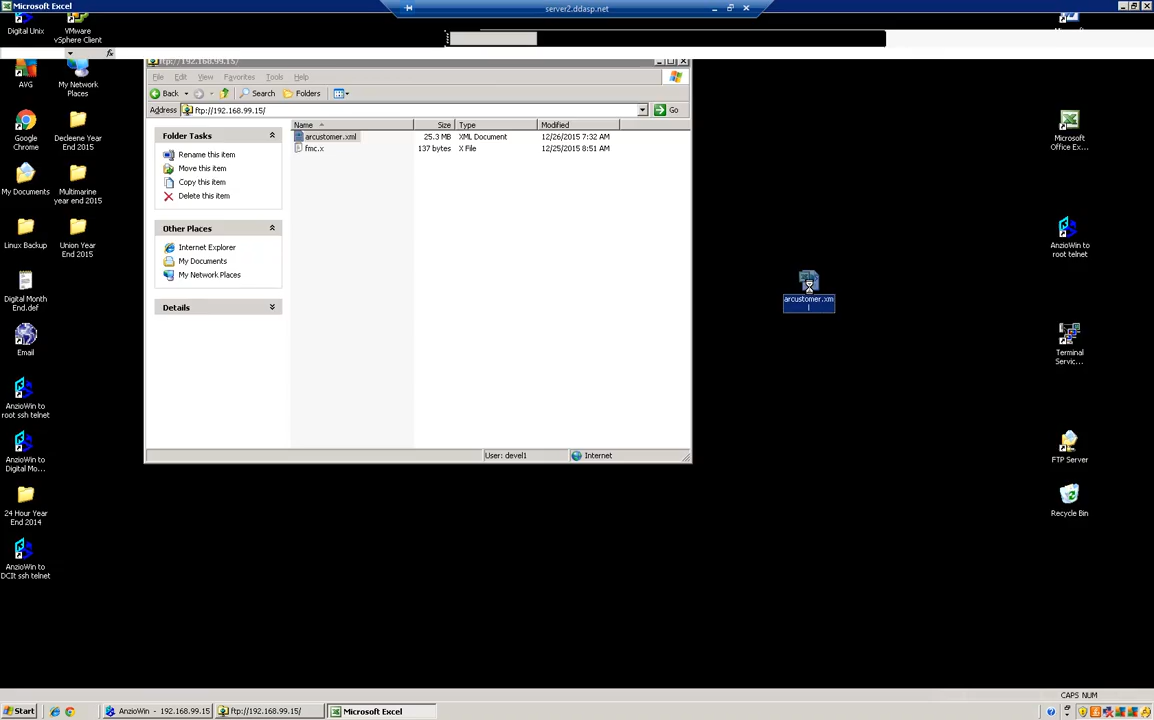 Microsoft Excel
server2.ddasp.net
Digital Unix
VMware
vSphere Client
fx
ftp://192.168.99.15/
File Edit View Favorites Tools Help
Back Search Folders
Address ftp://192.168.99.15/ Go
Folder Tasks
Rename this item
Move this item
Copy this item
Delete this item
Other Places
Internet Explorer
My Documents
My Network Places
Details
Name Size Type Modified
arcustomer.xml 25.3 MB XML Document 12/26/2015 7:32 AM
fmc.x 137 bytes X File 12/25/2015 8:51 AM
User: devel1 Internet
AVG
My Network
Places
Google
Chrome
Decleene Year
End 2015
My Documents
Multimarine
year end 2015
Linux Backup
Union Year
End 2015
Digital Month
End.def
Email
AnzioWin to
root ssh telnet
AnzioWin to
Digital Mo...
24 Hour Year
End 2014
AnzioWin to
DCIt ssh telnet
arcustomer.xm
l
Microsoft
Office Ex...
AnzioWin to
root telnet
Terminal
Servic...
FTP Server
Recycle Bin
CAPS NUM
Start
AnzioWin - 192.168.99.15
ftp://192.168.99.15/
Microsoft Excel